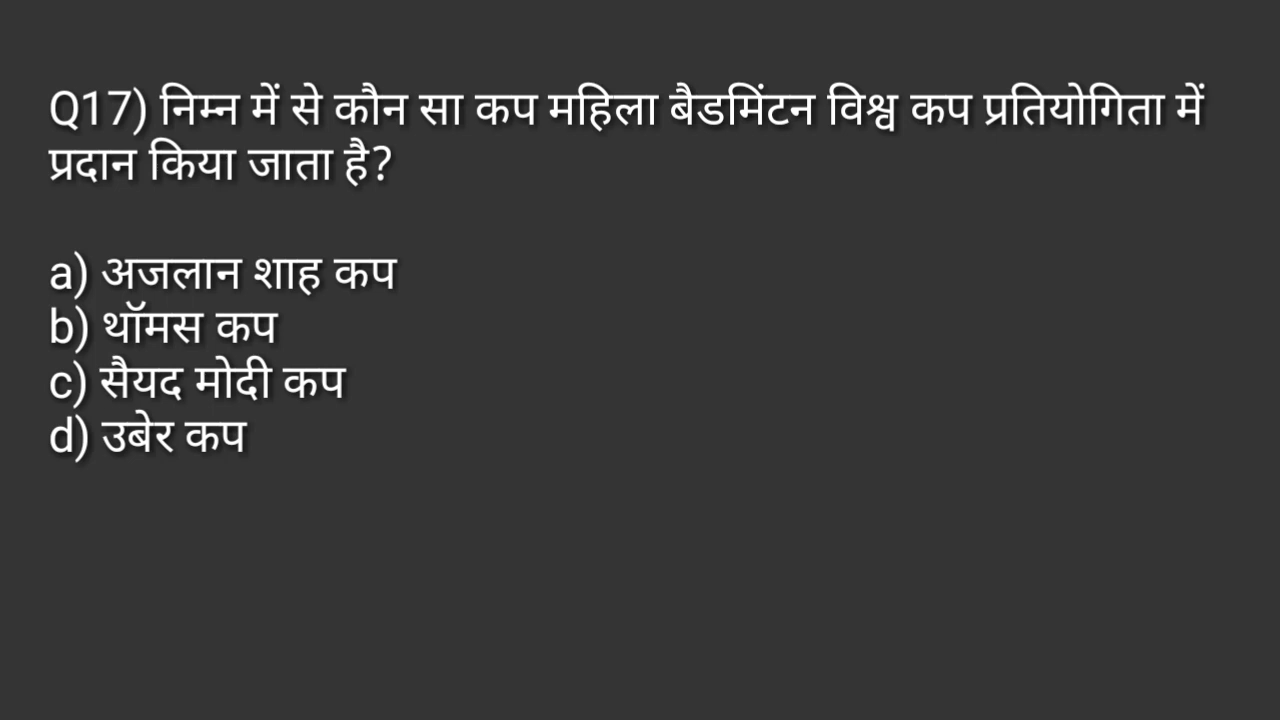 Q17) निम्न में से कौन सा कप महिला बैडमिंटन विश्व कप प्रतियोगिता में
प्रदान किया जाता है?
a) अजलान शाह कप
b) थॉमस कप
c) सैयद मोदी कप
d) उबेर कप